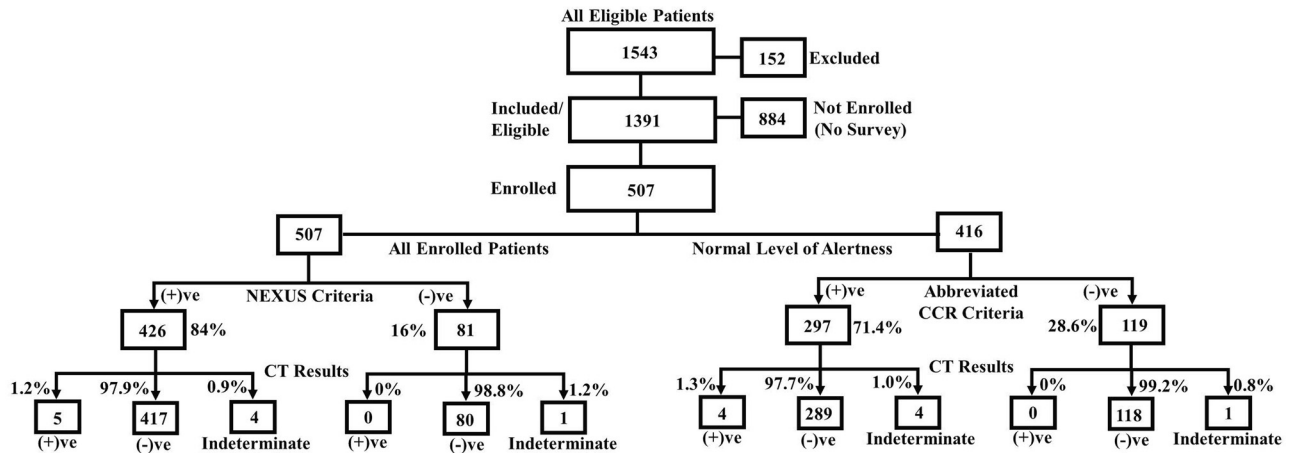 All Eligible Patients
1543
152
Excluded
Included/
Eligible
1391
884
Not Enrolled
(No Survey)
Enrolled
507
507
All Enrolled Patients
Normal Level of Alertness
416
(+)ve
NEXUS Criteria
(-)ve
426
84%
16%
81
CT Results
1.2%
97.9%
0.9%
0%
98.8%
1.2%
5
417
4
0
80
1
(+)ve
(-)ve
Indeterminate
(+)ve
(-)ve
Indeterminate
(+)ve
Abbreviated
CCR Criteria
(-)ve
297
71.4%
28.6%
119
CT Results
1.3%
97.7%
1.0%
0%
99.2%
0.8%
4
289
4
0
118
1
(+)ve
(-)ve
Indeterminate
(+)ve
(-)ve
Indeterminate